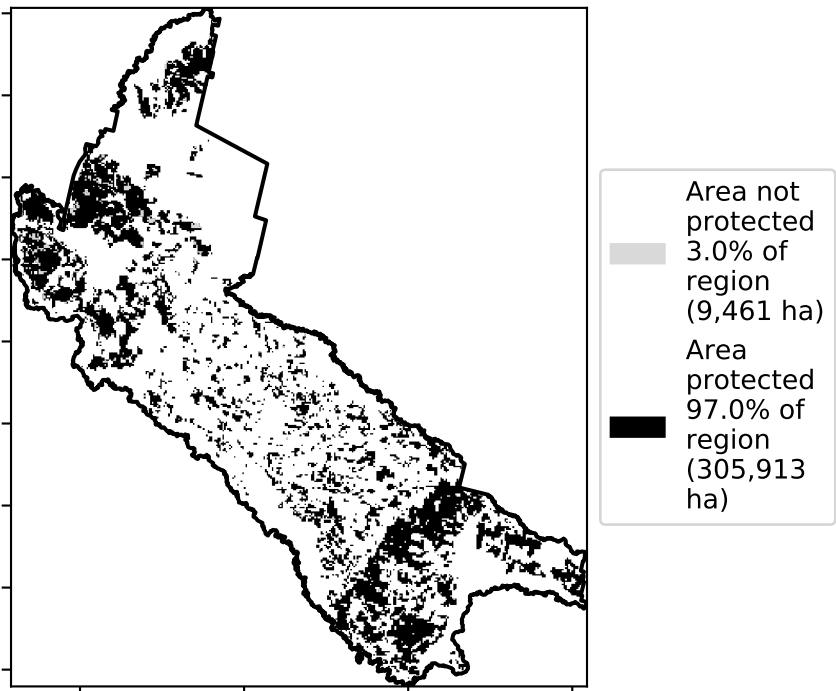 Area not
protected
3.0% of
region
(9,461 ha)
Area
protected
97.0% of
region
(305,913
ha)